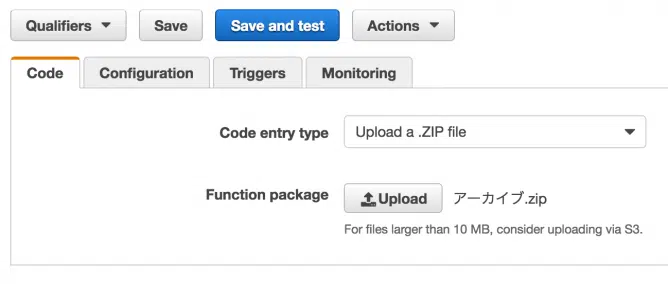 Qualifiers Save Save and test Actions
Code Configuration Triggers Monitoring
Code entry type Upload a .ZIP file
Function package Upload アーカイブ.zip
For files larger than 10 MB, consider uploading via S3.